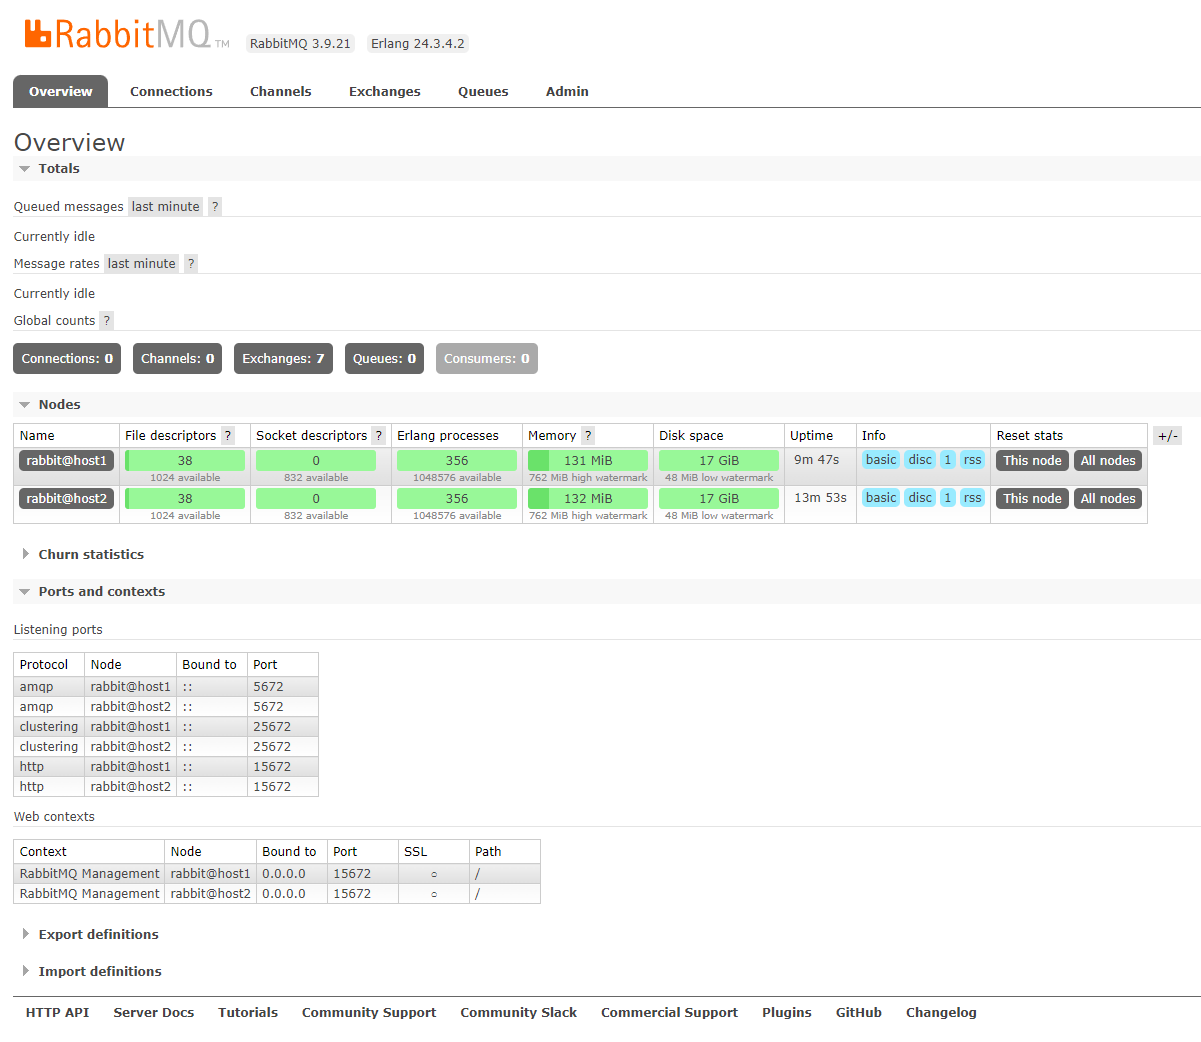 RabbitMQ TM RabbitMQ 3.9.21 Erlang 24.3.4.2
Overview Connections Channels Exchanges Queues Admin
Overview
Totals
Queued messages last minute ?
Currently idle
Message rates last minute ?
Currently idle
Global counts ?
Connections: 0 Channels: 0 Exchanges: 7 Queues: 0 Consumers: 0
Nodes
Name File descriptors ? Socket descriptors ? Erlang processes Memory ? Disk space Uptime Info Reset stats +/-
rabbit@host1 38 0 356 131 MiB 17 GiB 9m 47s basic disc 1 rss This node All nodes
1024 available 832 available 1048576 available 762 MiB high watermark 48 MiB low watermark
rabbit@host2 38 0 356 132 MiB 17 GiB 13m 53s basic disc 1 rss This node All nodes
1024 available 832 available 1048576 available 762 MiB high watermark 48 MiB low watermark
Churn statistics
Ports and contexts
Listening ports
Protocol Node Bound to Port
amqp rabbit@host1 :: 5672
amqp rabbit@host2 :: 5672
clustering rabbit@host1 :: 25672
clustering rabbit@host2 :: 25672
http rabbit@host1 :: 15672
http rabbit@host2 :: 15672
Web contexts
Context Node Bound to Port SSL Path
RabbitMQ Management rabbit@host1 0.0.0.0 15672 ○ /
RabbitMQ Management rabbit@host2 0.0.0.0 15672 ○ /
Export definitions
Import definitions
HTTP API Server Docs Tutorials Community Support Community Slack Commercial Support Plugins GitHub Changelog